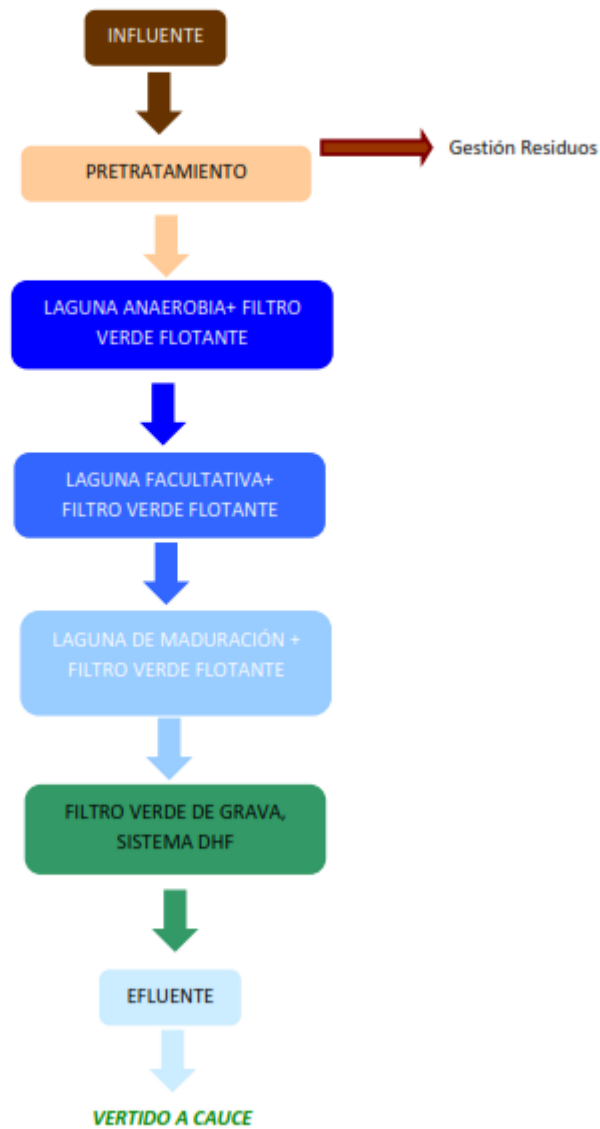 INFLUENTE
PRETRATAMIENTO
Gestión Residuos
LAGUNA ANAEROBIA+ FILTRO
VERDE FLOTANTE
LAGUNA FACULTATIVA+
FILTRO VERDE FLOTANTE
LAGUNA DE MADURACIÓN +
FILTRO VERDE FLOTANTE
FILTRO VERDE DE GRAVA,
SISTEMA DHF
EFLUENTE
VERTIDO A CAUCE